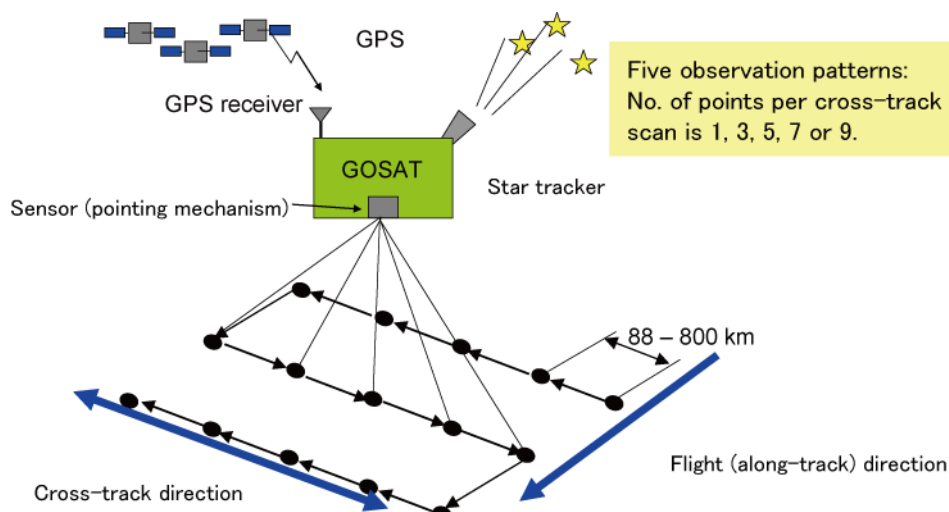 GPS
GPS receiver
Five observation patterns:
No. of points per cross-track
scan is 1, 3, 5, 7 or 9.
GOSAT
Star tracker
Sensor (pointing mechanism)
88 – 800 km
Flight (along-track) direction
Cross-track direction